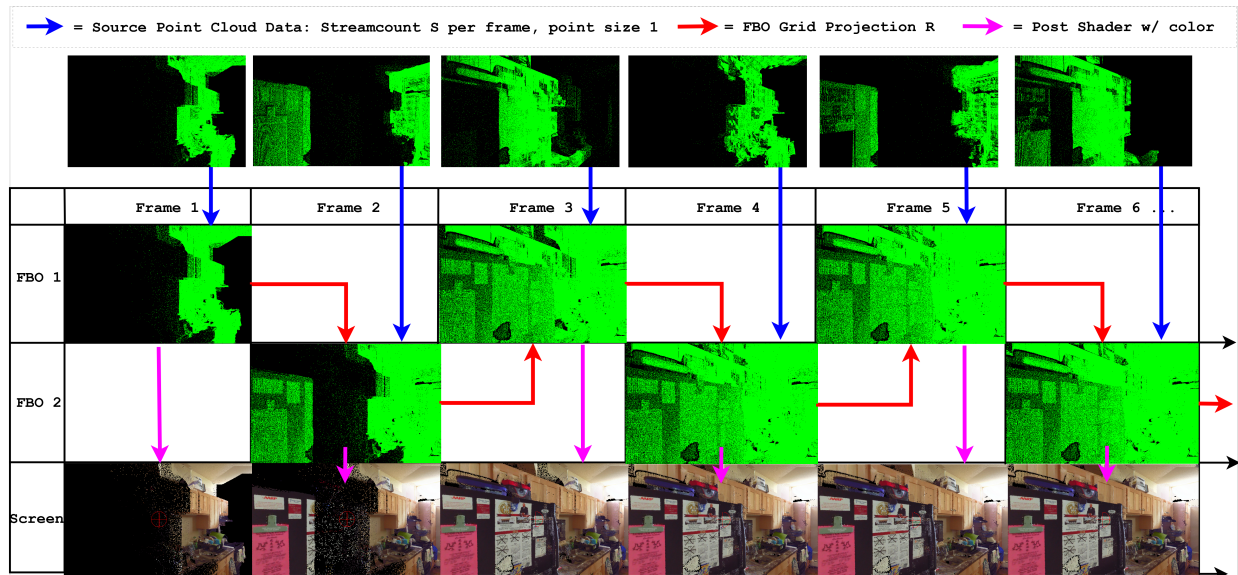 = Source Point Cloud Data: Streamcount S per frame, point size 1
= FBO Grid Projection R
= Post Shader w/ color
Frame 1
Frame 2
Frame 3
Frame 4
Frame 5
Frame 6 ...
FBO 1
FBO 2
Screen